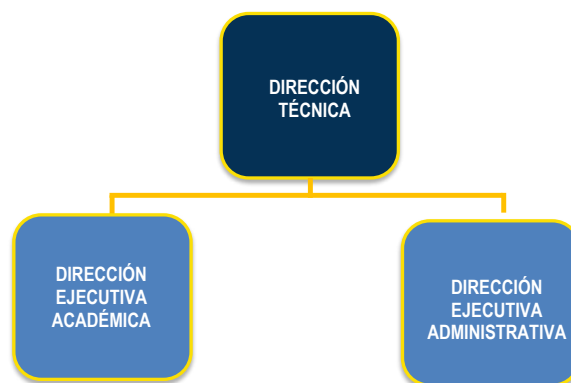 DIRECCIÓN
TÉCNICA
DIRECCIÓN
EJECUTIVA
ACADÉMICA
DIRECCIÓN
EJECUTIVA
ADMINISTRATIVA